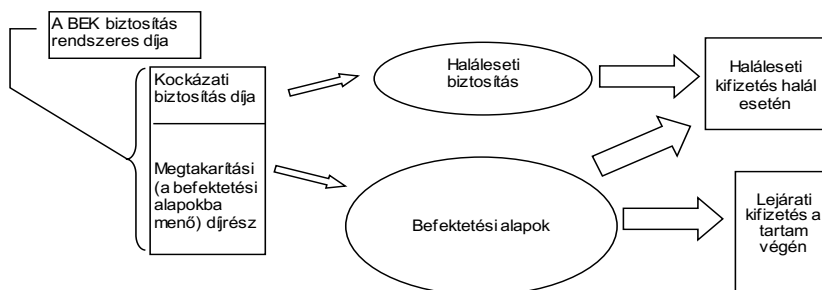 A BEK biztosítás
rendszeres díja
Kockázati
biztosítás díja
Megtakarítási
(a befektetési
alapokba
menő) díjrész
Haláleseti
biztosítás
Befektetési alapok
Haláleseti
kifizetés halál
esetén
Lejárati
kifizetés a
tartam
végén